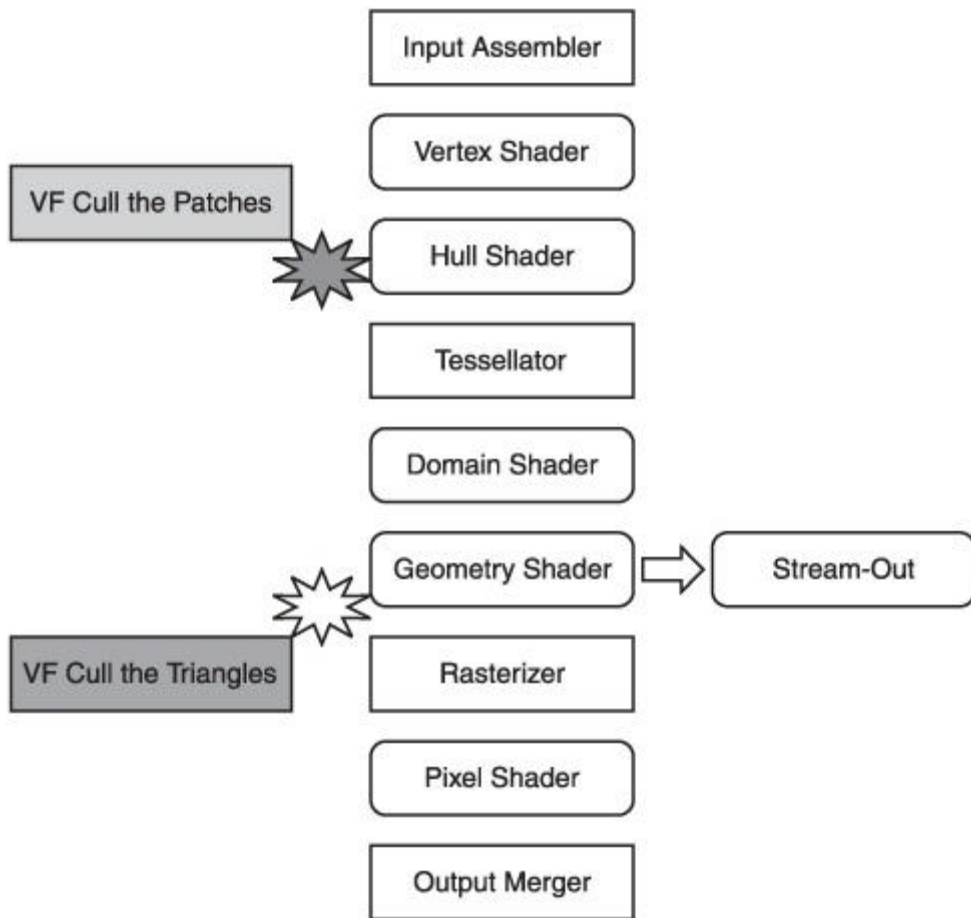 Input Assembler
Vertex Shader
VF Cull the Patches
Hull Shader
Tessellator
Domain Shader
Geometry Shader
Stream-Out
VF Cull the Triangles
Rasterizer
Pixel Shader
Output Merger